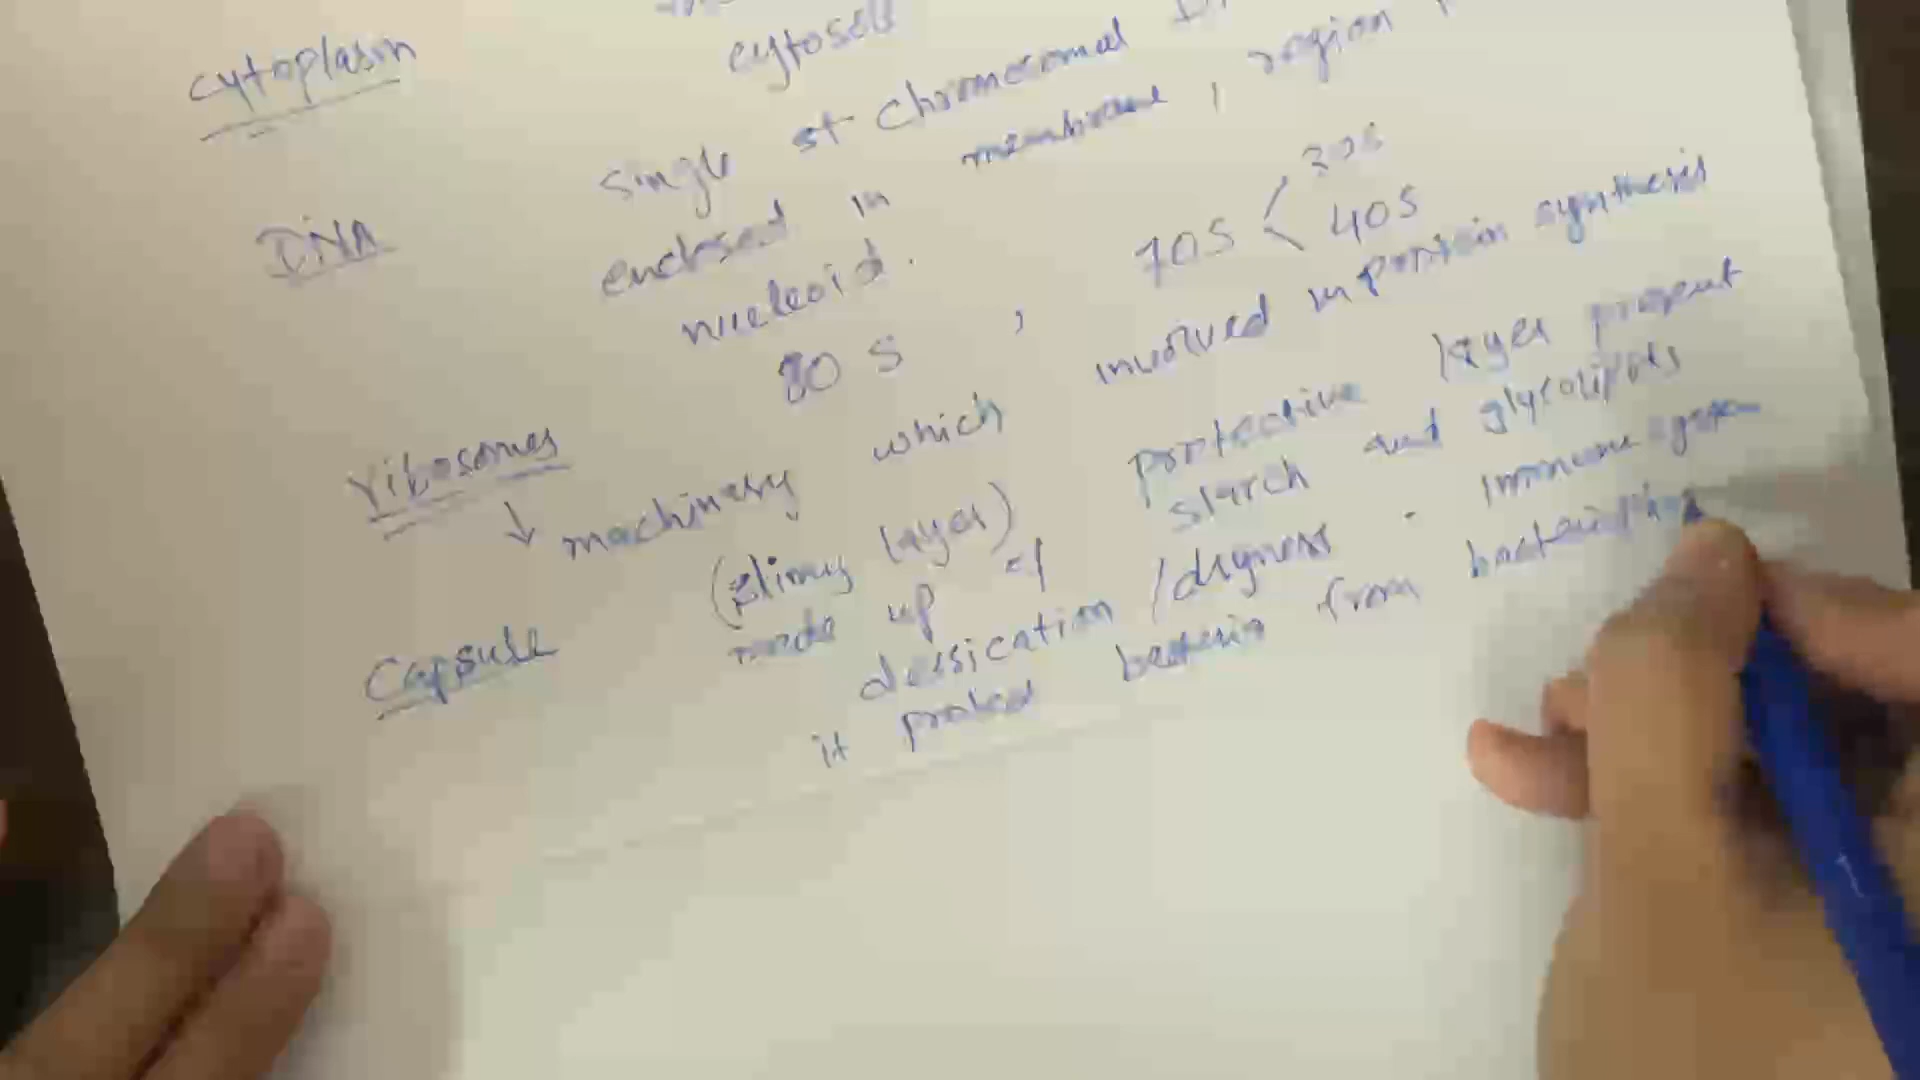 cytoplasm cytosol
single st chromosomal
DNA enclosed in membrane, region
nucleoid.
80 S , 70S < 30S
40S
ribosomes
↓ machinery which involved in protein synthesis
Capsule (slimy layer) protective layer present
made up of starch and glycolipids
dessication /dryness . immune system
it protect bacteria from